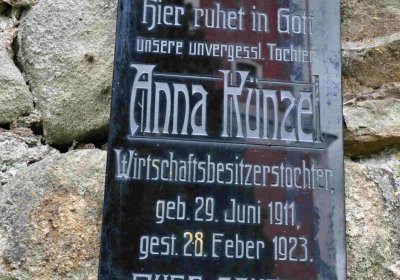 Hier ruhet in Gott
unsere unvergessl. Tochter
Anna Künzel
Wirtschaftsbesitzerstochter,
geb. 29. Juni 1911,
gest. 28. Feber 1923.